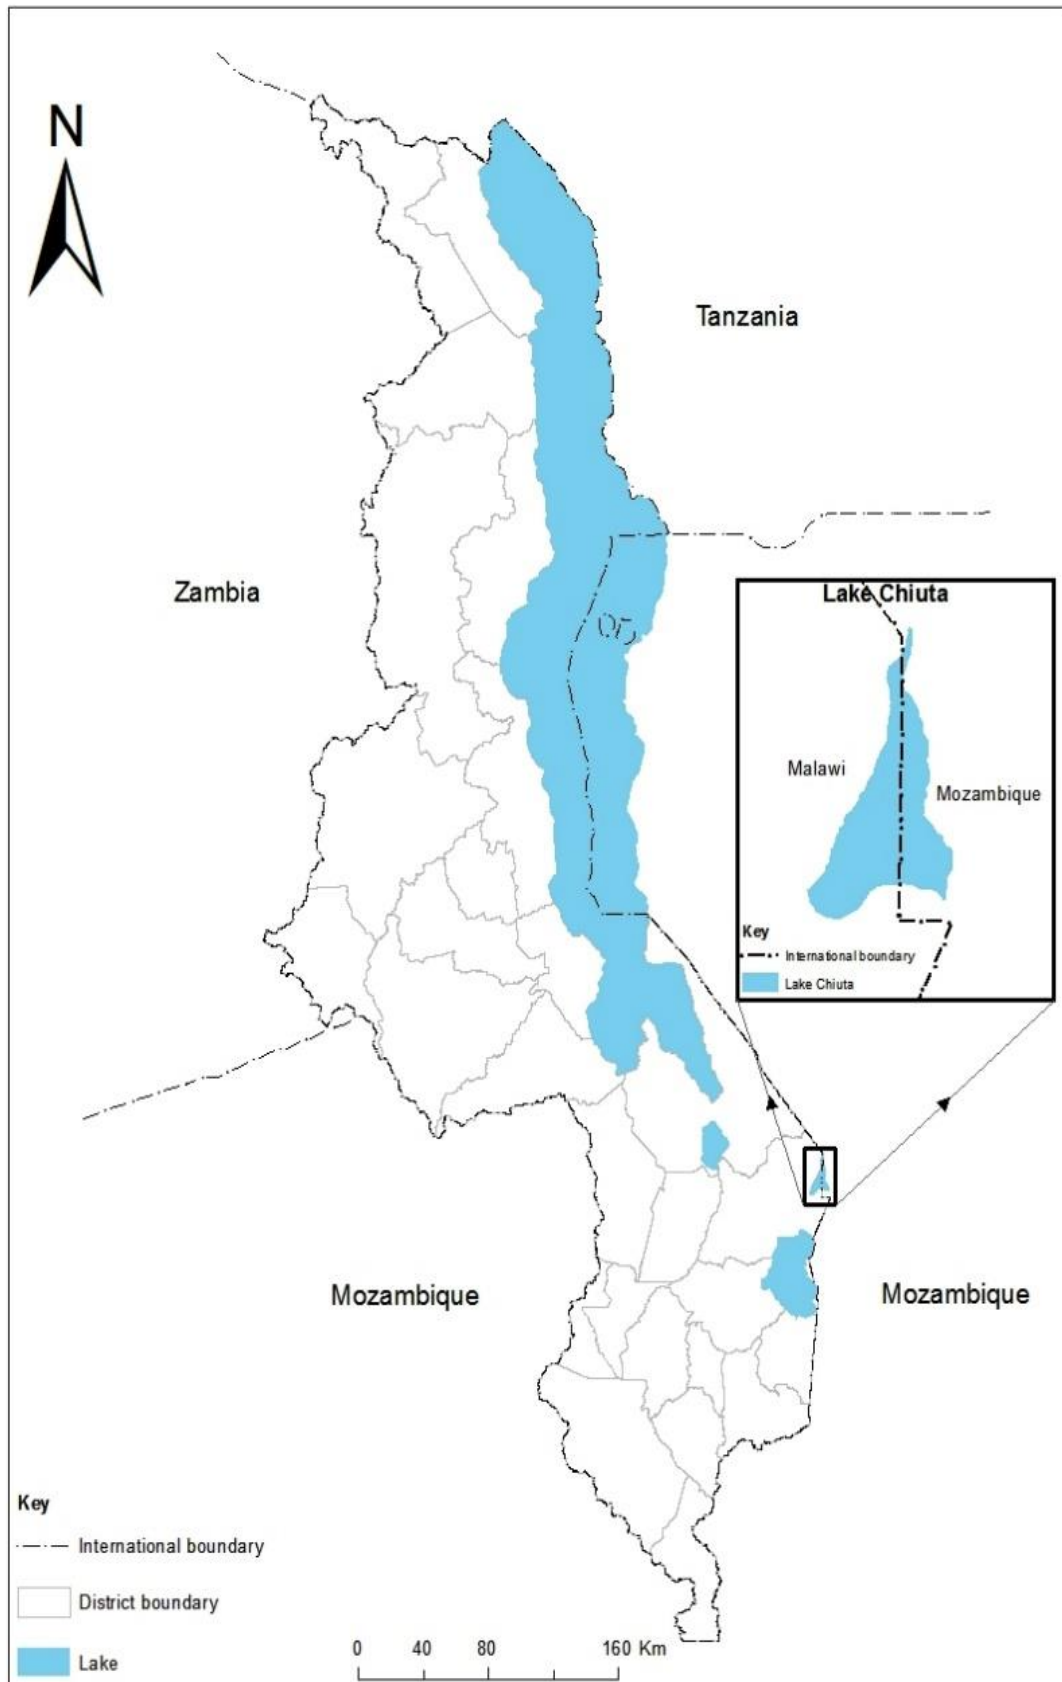 N
Tanzania
Zambia
Lake Chiuta
Malawi
Mozambique
Key
International boundary
Lake Chiuta
Mozambique
Mozambique
Key
International boundary
District boundary
Lake
0 40 80 160 Km